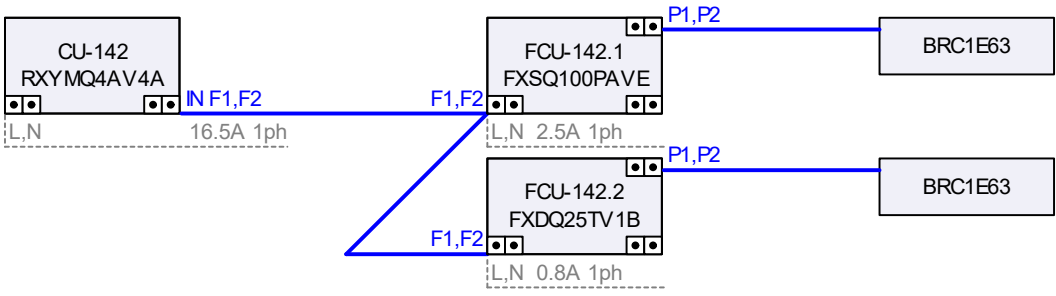 CU-142
RXYMQ4AV4A
IN F1,F2
L,N 16.5A 1ph
P1,P2
FCU-142.1
FXSQ100PAVE
F1,F2
L,N 2.5A 1ph
BRC1E63
P1,P2
FCU-142.2
FXDQ25TV1B
F1,F2
L,N 0.8A 1ph
BRC1E63